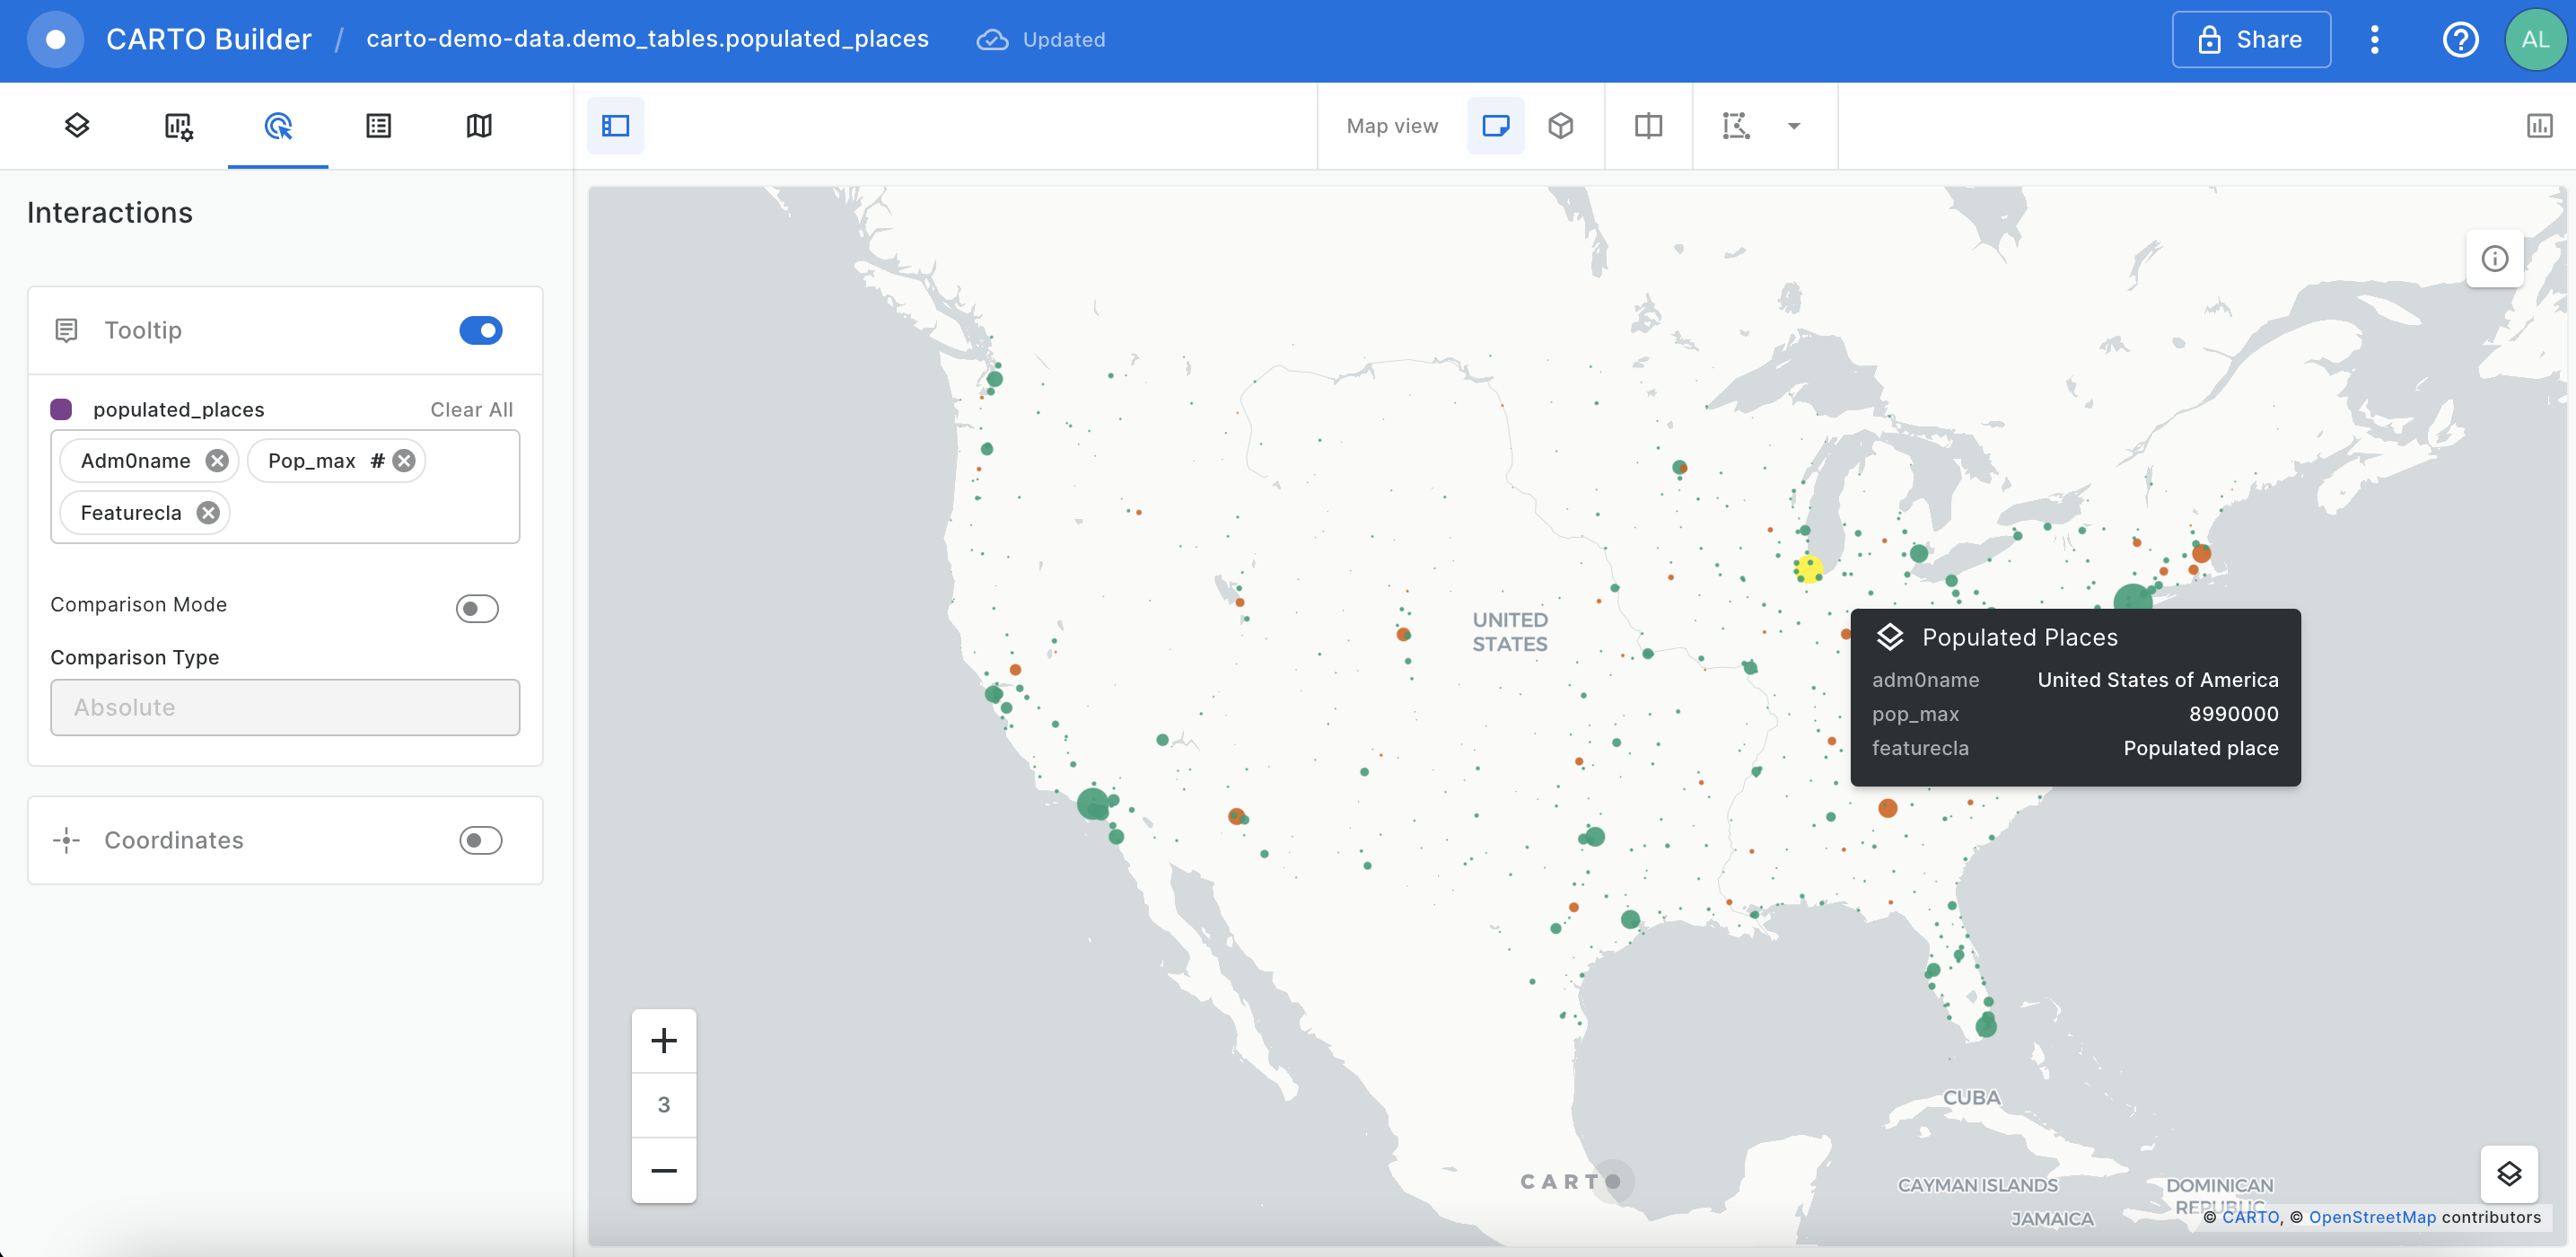 CARTO Builder / carto-demo-data.demo_tables.populated_places Updated Share AL
Map view
Interactions
Tooltip
populated_places Clear All
Adm0name Pop_max #
Featurecla
Comparison Mode
Comparison Type
Absolute
Coordinates
UNITED
STATES
Populated Places
adm0name United States of America
pop_max 8990000
featurecla Populated place
3
CUBA
CARTO
CAYMAN ISLANDS
DOMINICAN
REPUBLIC
JAMAICA
© CARTO, © OpenStreetMap contributors